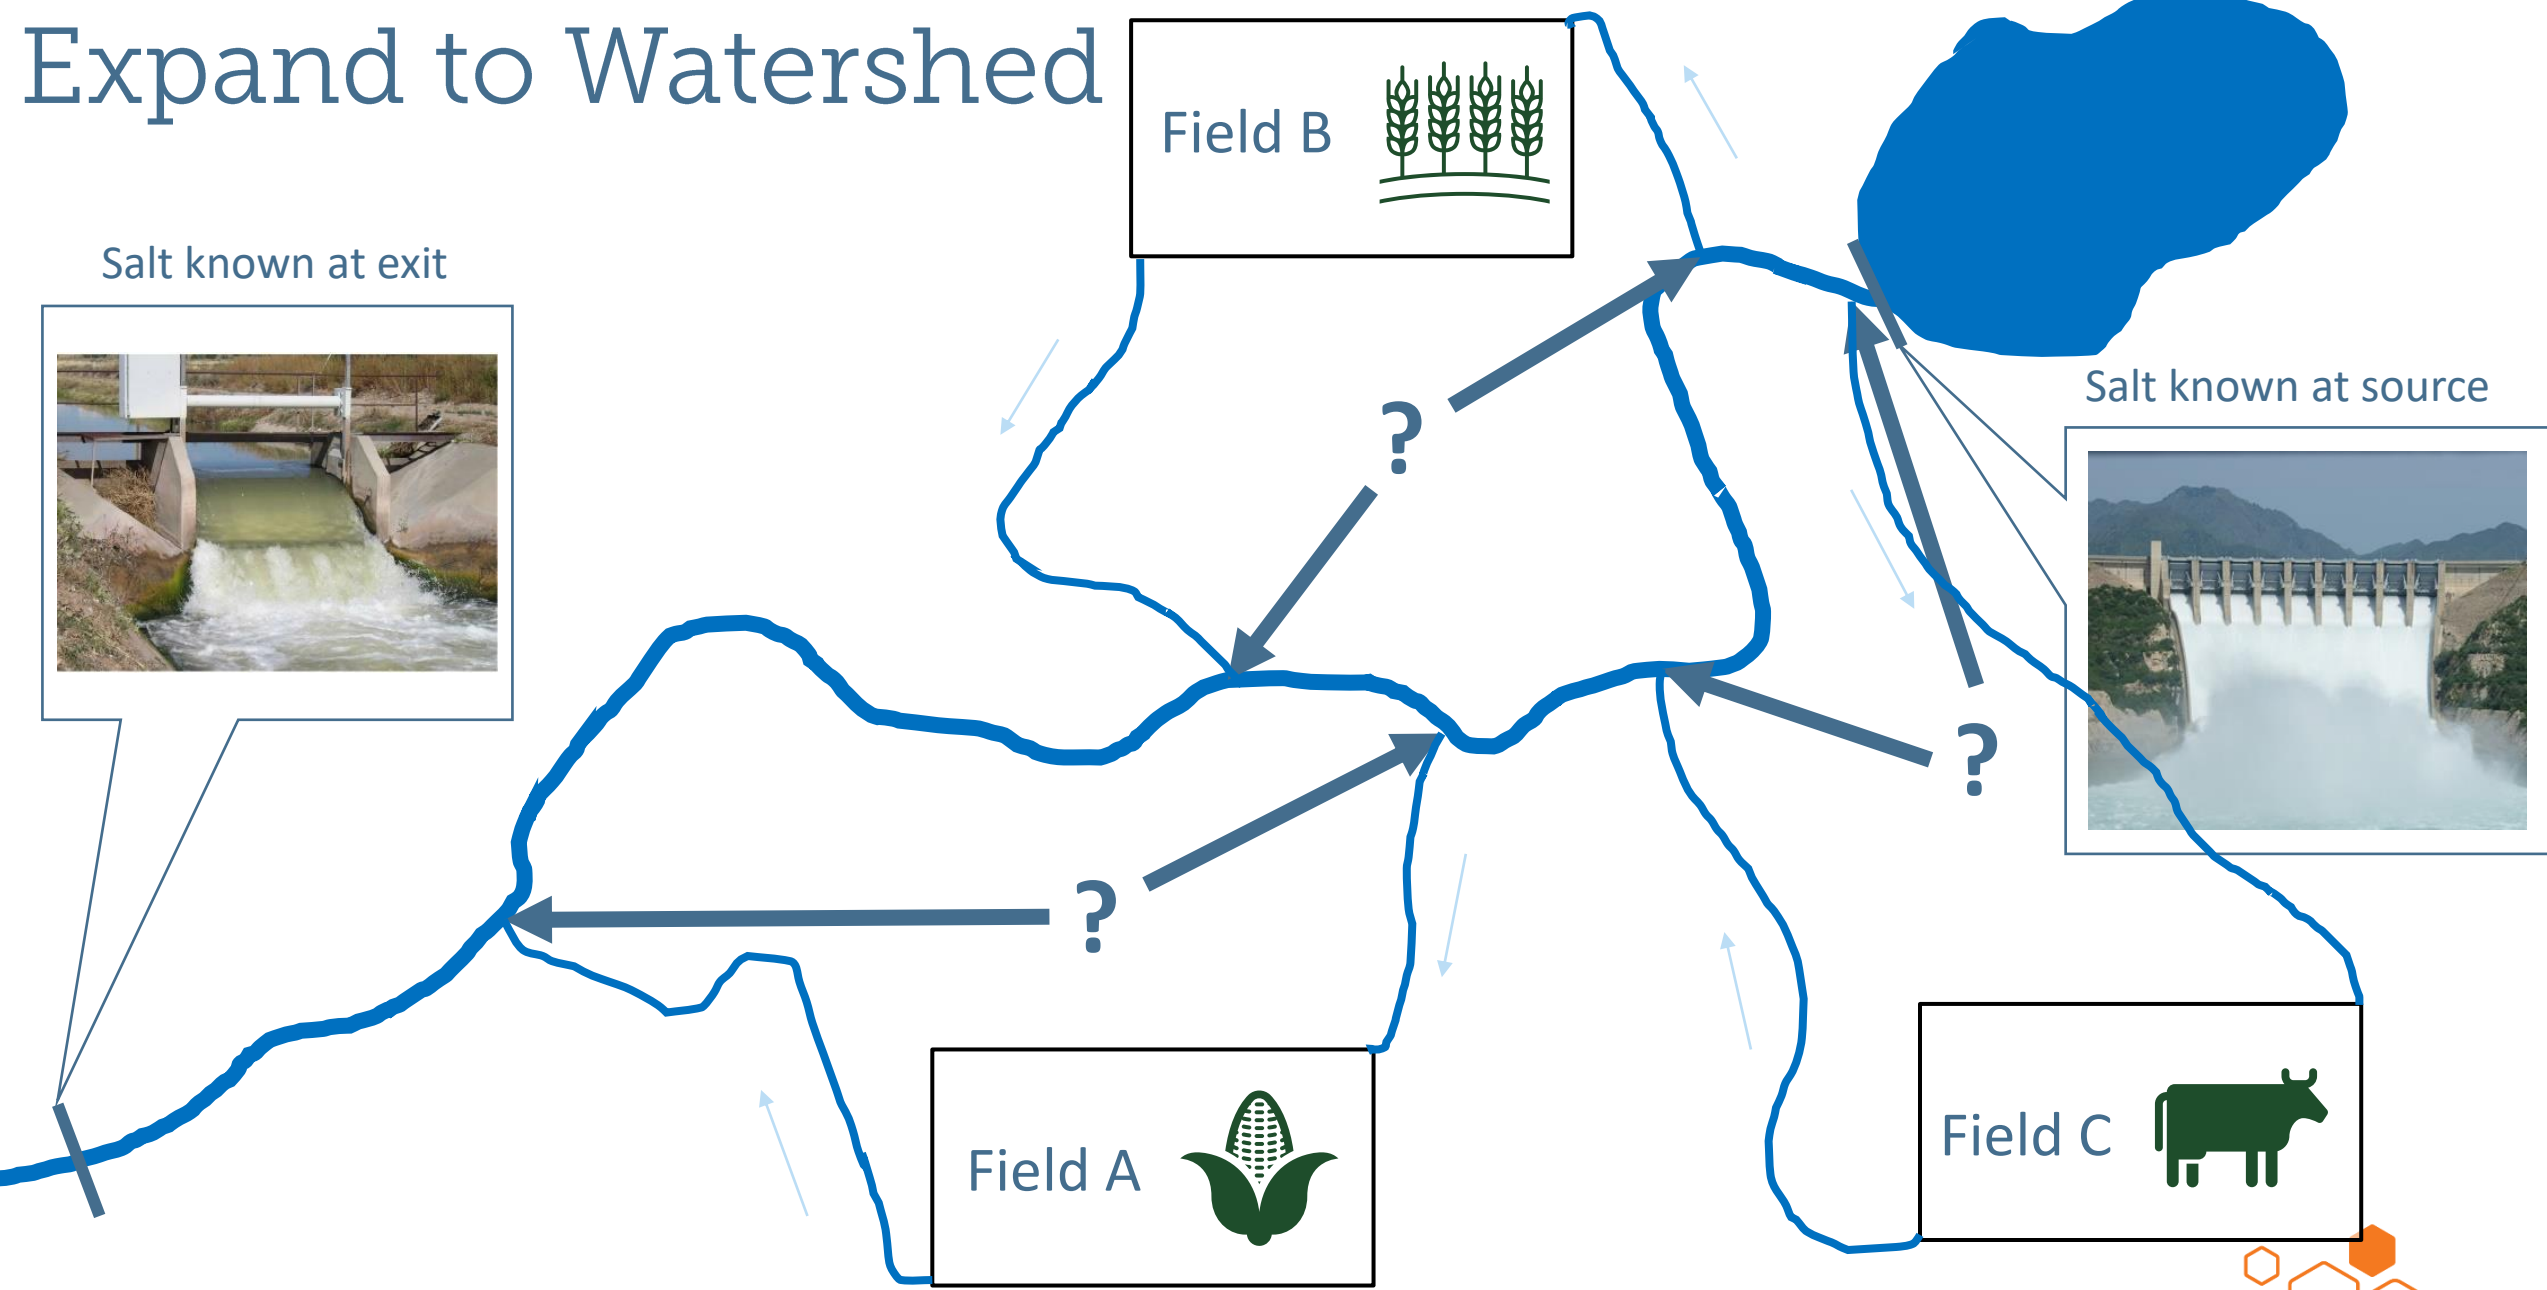 Expand to Watershed
Field B
Salt known at exit
Salt known at source
?
?
?
Field A
Field C